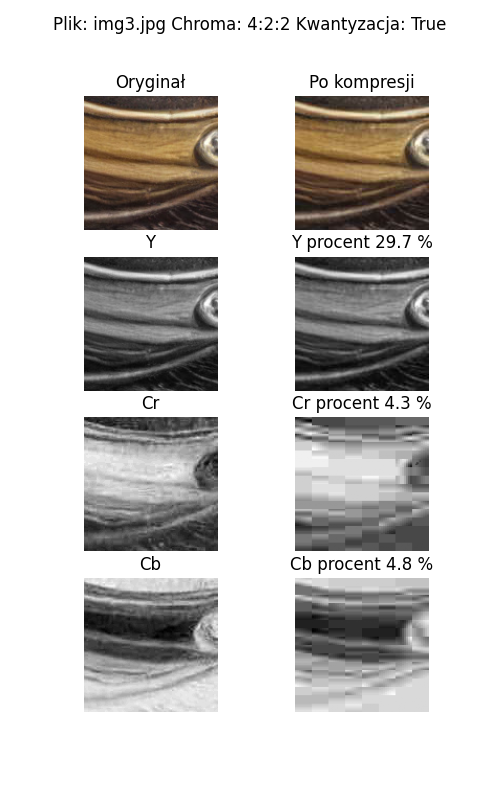 Plik: img3.jpg Chroma: 4:2:2 Kwantyzacja: True
Oryginał Po kompresji
Y Y procent 29.7 %
Cr Cr procent 4.3 %
Cb Cb procent 4.8 %